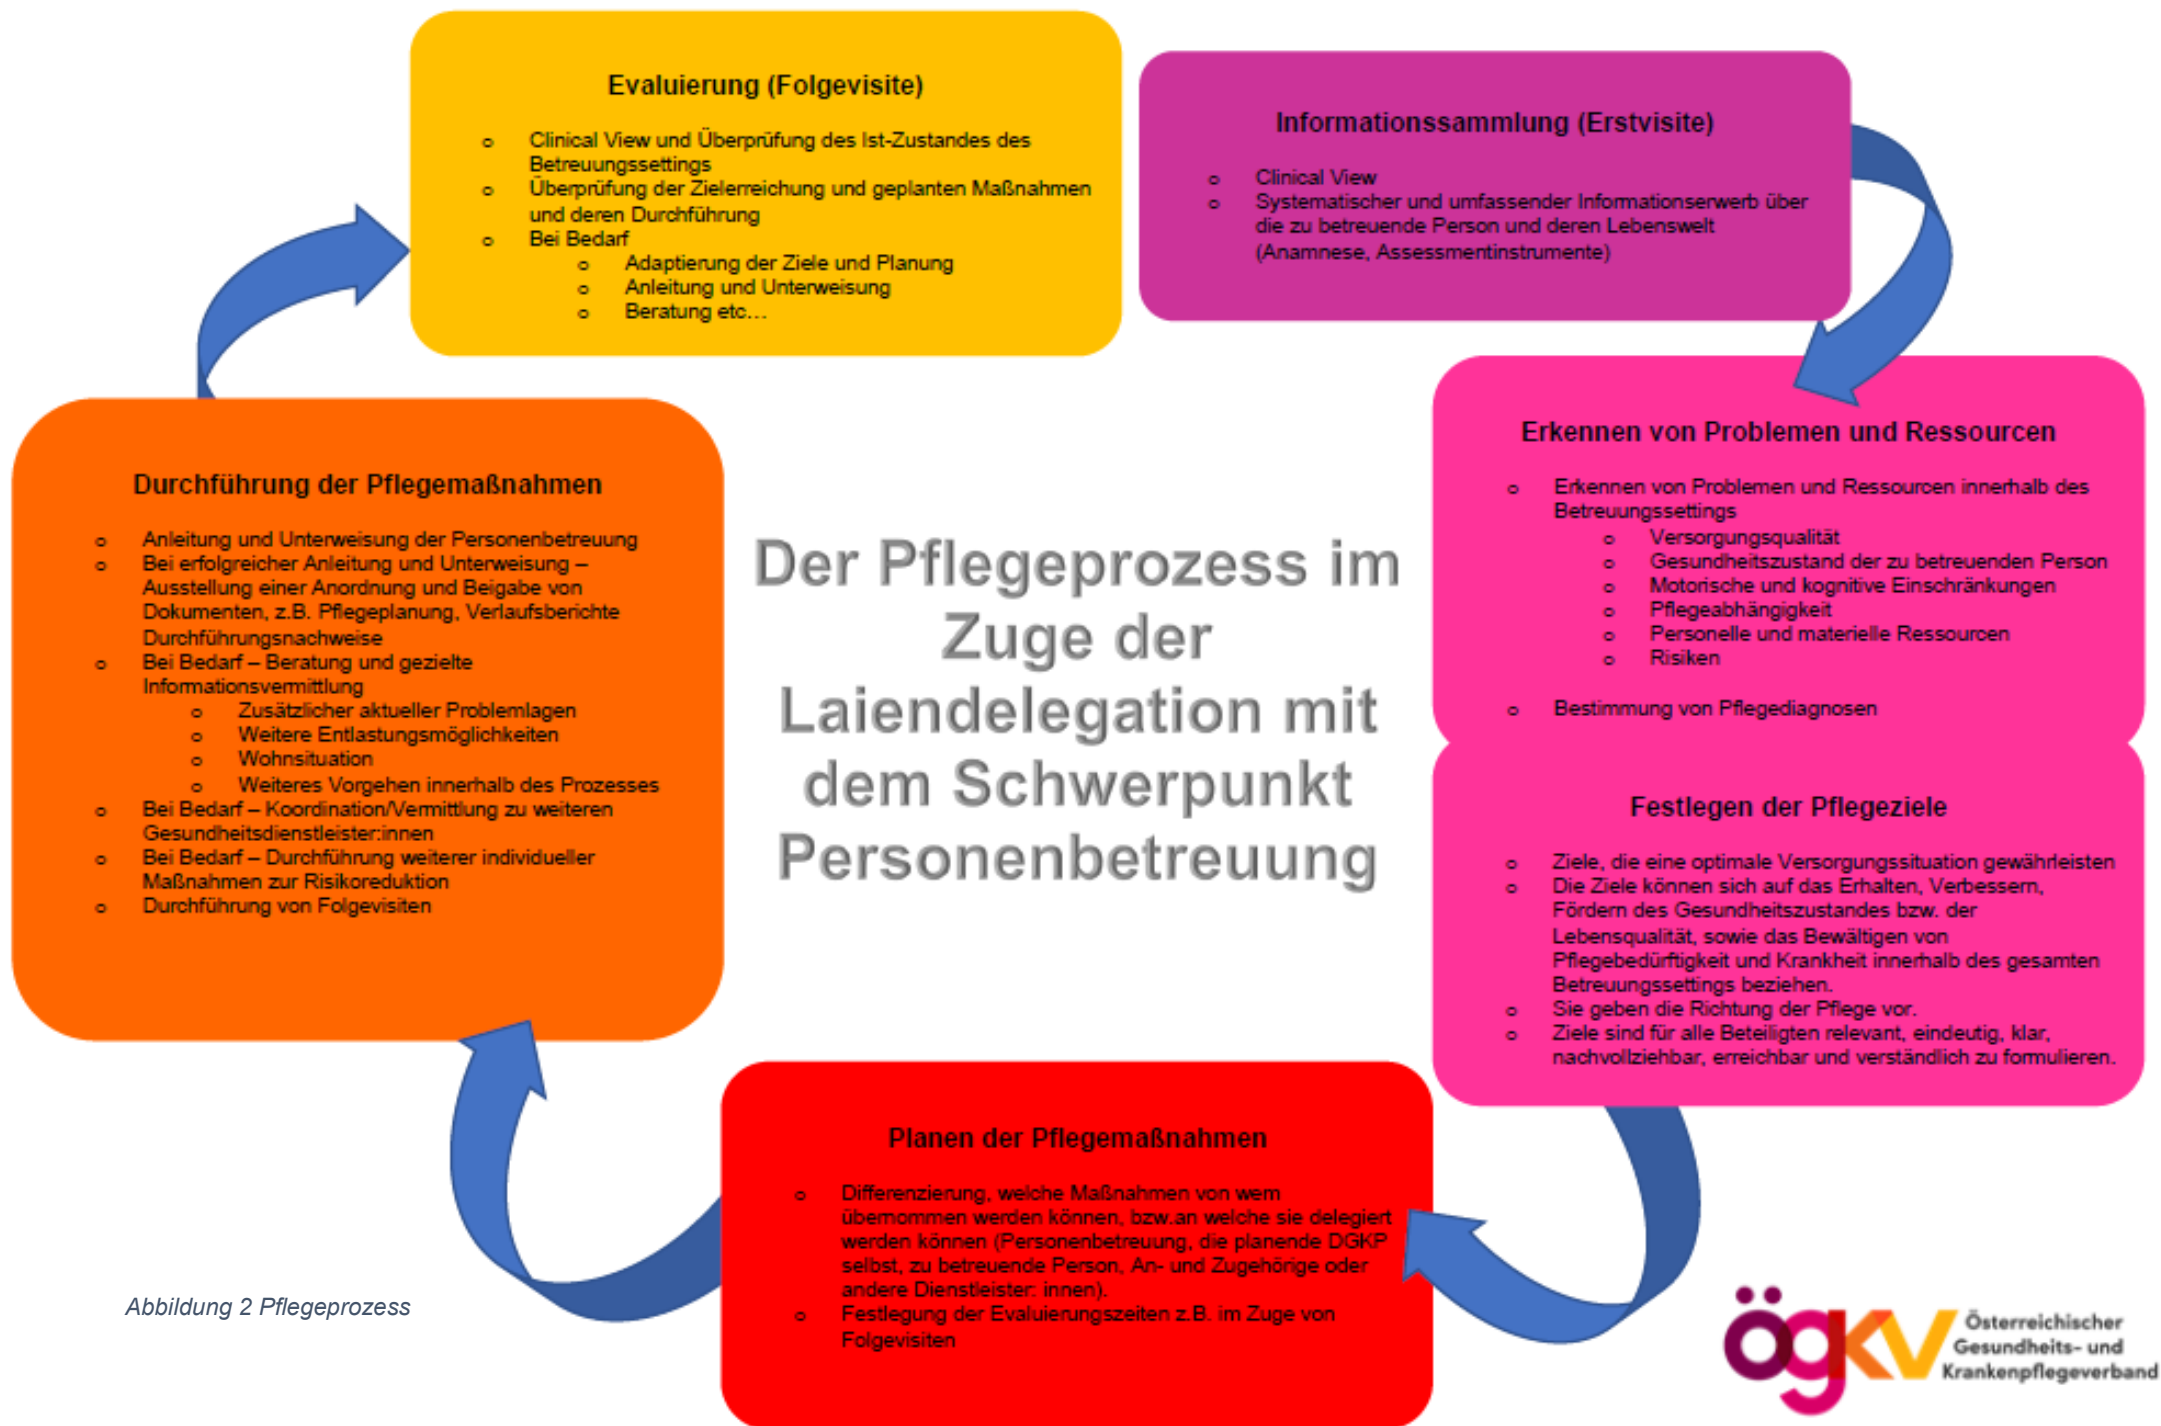 Evaluierung (Folgevisite)
o Clinical View und Überprüfung des Ist-Zustandes des
Betreuungssettings
o Überprüfung der Zielerreichung und geplanten Maßnahmen
und deren Durchführung
o Bei Bedarf
o Adaptierung der Ziele und Planung
o Anleitung und Unterweisung
o Beratung etc…
Informationssammlung (Erstvisite)
o Clinical View
o Systematischer und umfassender Informationserwerb über
die zu betreuende Person und deren Lebenswelt
(Anamnese, Assessmentinstrumente)
Erkennen von Problemen und Ressourcen
o Erkennen von Problemen und Ressourcen innerhalb des
Betreuungssettings
o Versorgungsqualität
o Gesundheitszustand der zu betreuenden Person
o Motorische und kognitive Einschränkungen
o Pflegeabhängigkeit
o Personelle und materielle Ressourcen
o Risiken
o Bestimmung von Pflegediagnosen
Festlegen der Pflegeziele
o Ziele, die eine optimale Versorgungssituation gewährleisten
o Die Ziele können sich auf das Erhalten, Verbessern,
Fördern des Gesundheitszustandes bzw. der
Lebensqualität, sowie das Bewältigen von
Pflegebedürftigkeit und Krankheit innerhalb des gesamten
Betreuungssettings beziehen.
o Sie geben die Richtung der Pflege vor.
o Ziele sind für alle Beteiligten relevant, eindeutig, klar,
nachvollziehbar, erreichbar und verständlich zu formulieren.
Planen der Pflegemaßnahmen
o Differenzierung, welche Maßnahmen von wem
übernommen werden können, bzw.an welche sie delegiert
werden können (Personenbetreuung, die planende DGKP
selbst, zu betreuende Person, An- und Zugehörige oder
andere Dienstleister: innen).
o Festlegung der Evaluierungszeiten z.B. im Zuge von
Folgevisiten
Durchführung der Pflegemaßnahmen
o Anleitung und Unterweisung der Personenbetreuung
o Bei erfolgreicher Anleitung und Unterweisung –
Ausstellung einer Anordnung und Beigabe von
Dokumenten, z.B. Pflegeplanung, Verlaufsberichte
Durchführungsnachweise
o Bei Bedarf – Beratung und gezielte
Informationsvermittlung
o Zusätzlicher aktueller Problemlagen
o Weitere Entlastungsmöglichkeiten
o Wohnsituation
o Weiteres Vorgehen innerhalb des Prozesses
o Bei Bedarf – Koordination/Vermittlung zu weiteren
Gesundheitsdienstleister:innen
o Bei Bedarf – Durchführung weiterer individueller
Maßnahmen zur Risikoreduktion
o Durchführung von Folgevisiten
Der Pflegeprozess im
Zuge der
Laiendelegation mit
dem Schwerpunkt
Personenbetreuung
Abbildung 2 Pflegeprozess
ögkv
Österreichischer
Gesundheits- und
Krankenpflegeverband